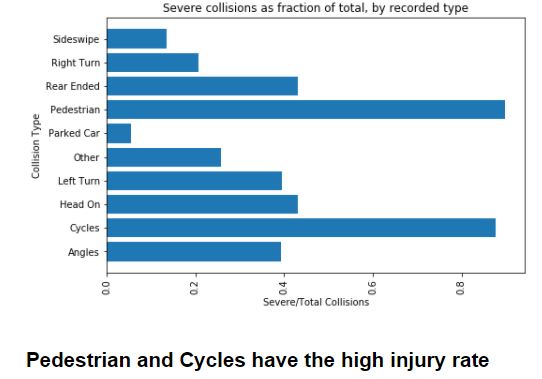 Severe collisions as fraction of total, by recorded type
Sideswipe
Right Turn
Rear Ended
Pedestrian
Parked Car
Other
Left Turn
Head On
Cycles
Angles
Collision Type
0.0 0.2 0.4 0.6 0.8
Severe/Total Collisions
Pedestrian and Cycles have the high injury rate